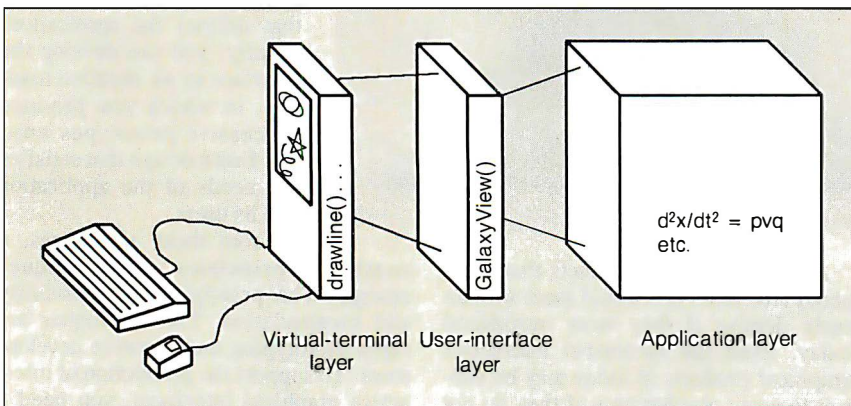 drawline()...
GalaxyView()
d²x/dt² = pvq
etc.
Virtual-terminal
layer
User-interface
layer
Application layer